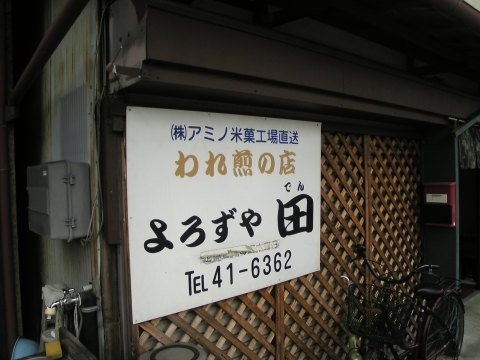 ㈱アミノ米菓工場直送
われ煎の店
よろずや田
でん
TEL 41-6362